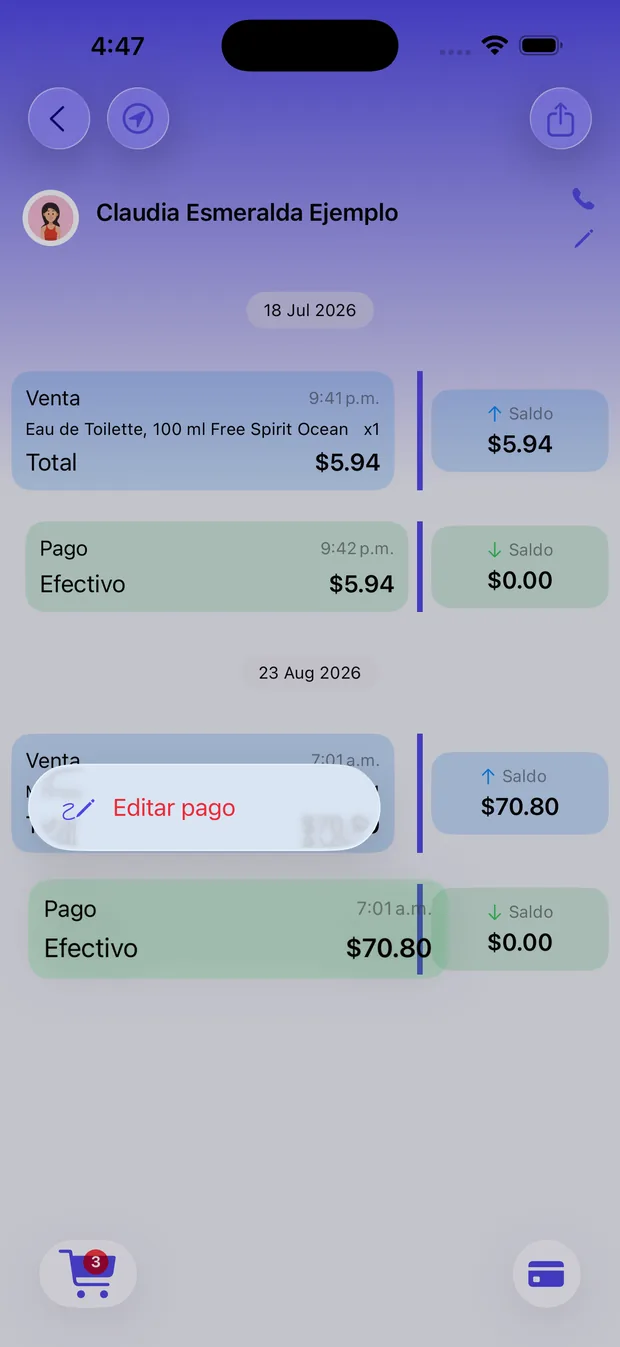 4:47
Claudia Esmeralda Ejemplo
18 Jul 2026
Venta 9:41 p.m.
Eau de Toilette, 100 ml Free Spirit Ocean x1
Total $5.94
↑ Saldo
$5.94
Pago 9:42 p.m.
Efectivo $5.94
↓ Saldo
$0.00
23 Aug 2026
Venta 7:01 a.m.
↑ Saldo
$70.80
Editar pago
Pago 7:01 a.m.
Efectivo $70.80
↓ Saldo
$0.00
3